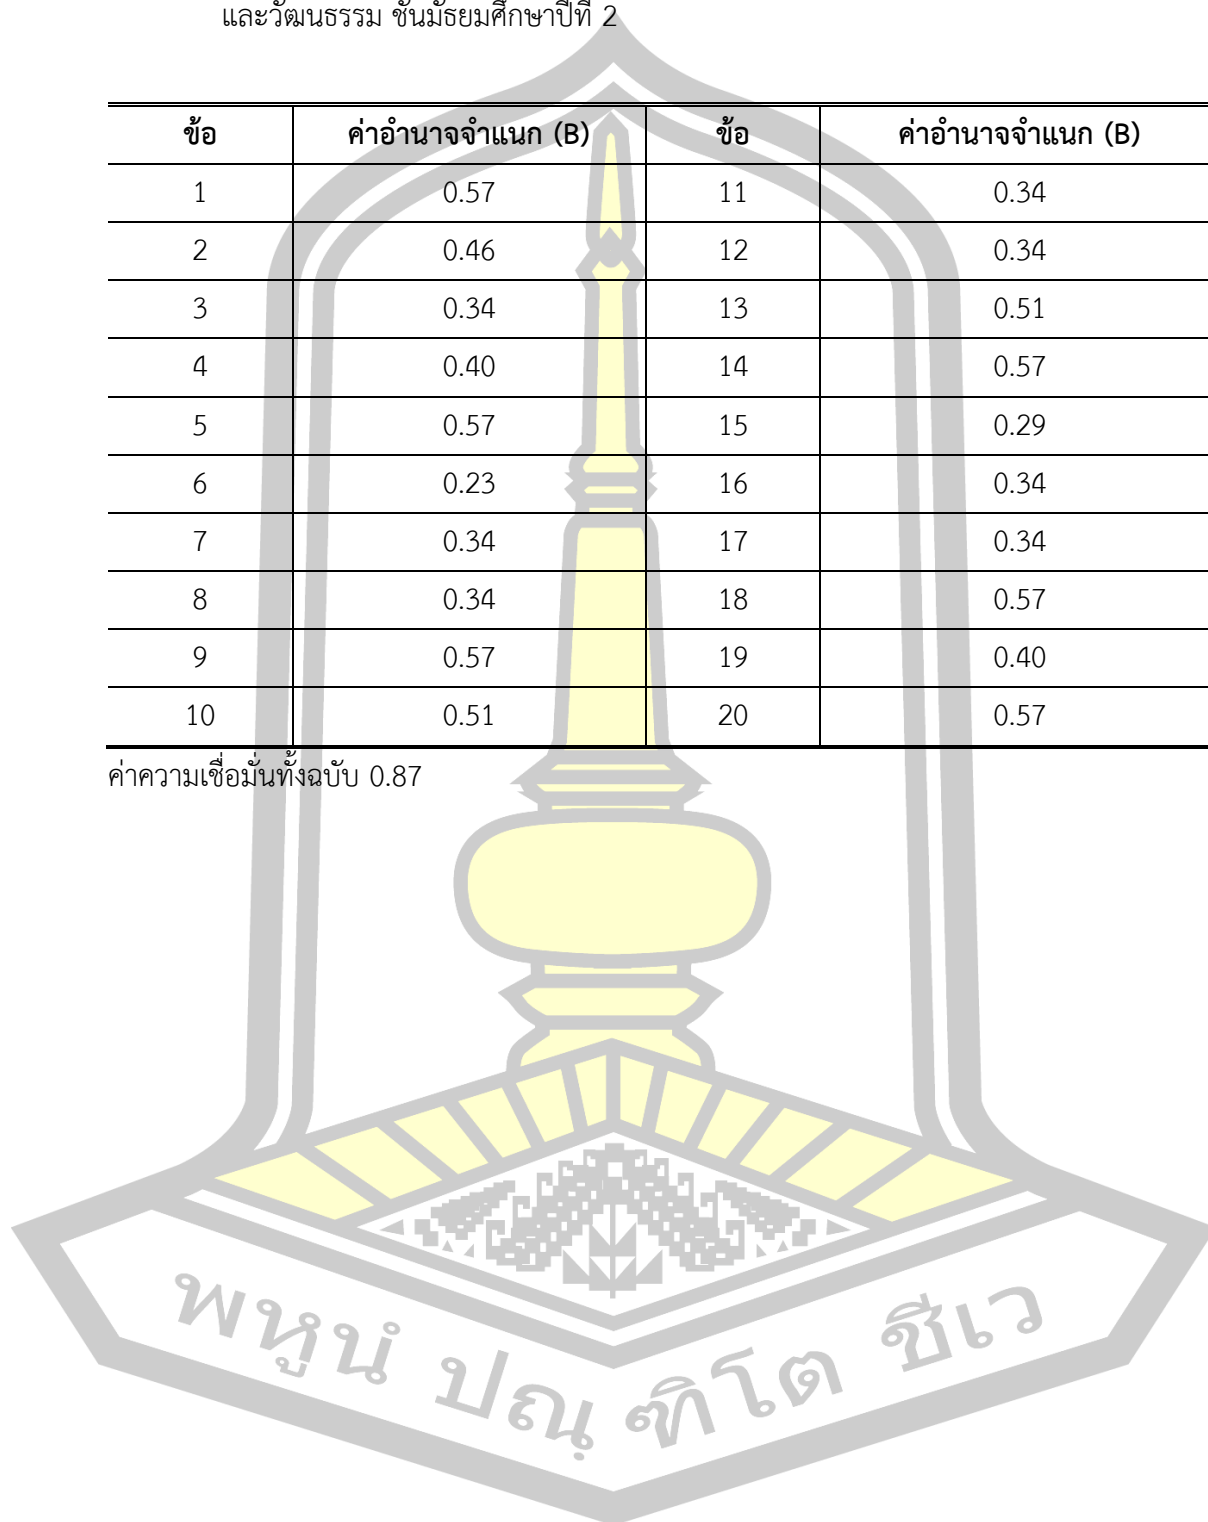 และวัฒนธรรม ชั้นมัธยมศึกษาปีที่ 2
ข้อ ค่าอำนาจจำแนก (B) ข้อ ค่าอำนาจจำแนก (B)
1 0.57 11 0.34
2 0.46 12 0.34
3 0.34 13 0.51
4 0.40 14 0.57
5 0.57 15 0.29
6 0.23 16 0.34
7 0.34 17 0.34
8 0.34 18 0.57
9 0.57 19 0.40
10 0.51 20 0.57
ค่าความเชื่อมั่นทั้งฉบับ 0.87
พหูนํ ปณฺฑิโต ชีเว